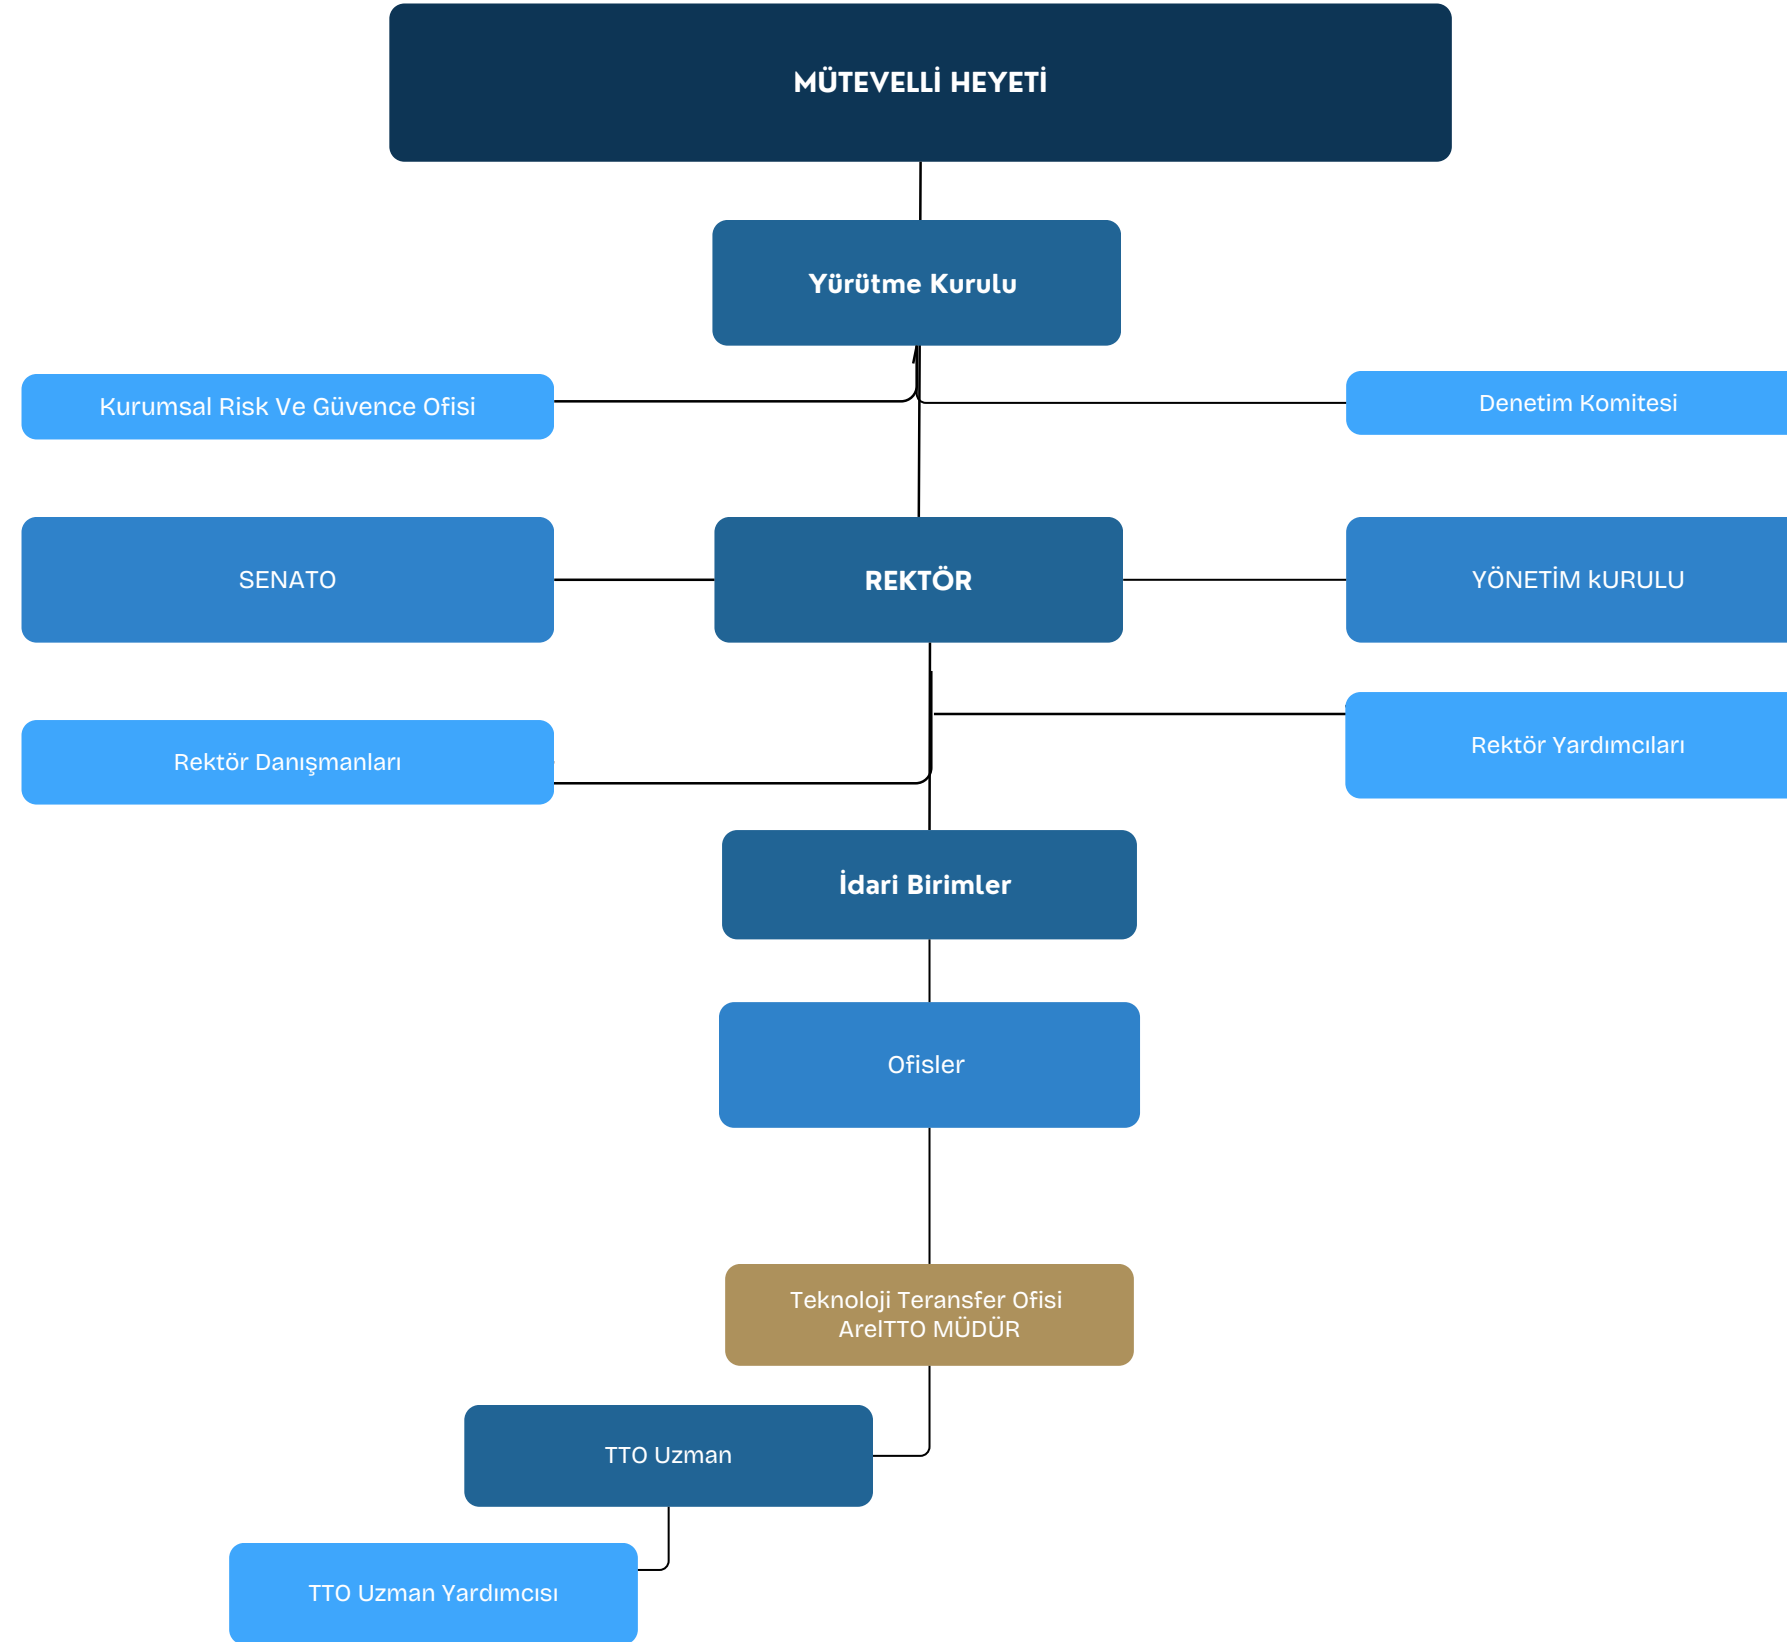 MÜTEVELLİ HEYETİ
Yürütme Kurulu
Kurumsal Risk Ve Güvence Ofisi
Denetim Komitesi
SENATO
REKTÖR
YÖNETİM kURULU
Rektör Danışmanları
Rektör Yardımcıları
İdari Birimler
Ofisler
Teknoloji Teransfer Ofisi
ArelTTO MÜDÜR
TTO Uzman
TTO Uzman Yardımcısı